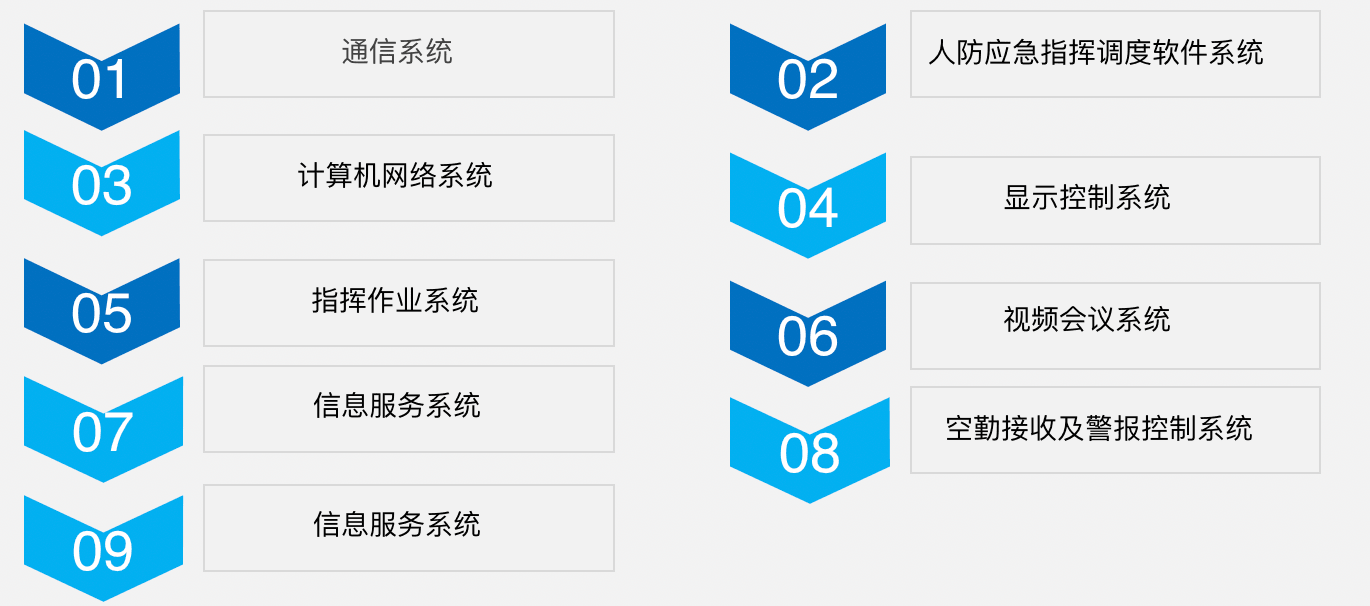 01
通信系统
02
人防应急指挥调度软件系统
03
计算机网络系统
04
显示控制系统
05
指挥作业系统
06
视频会议系统
07
信息服务系统
08
空勤接收及警报控制系统
09
信息服务系统